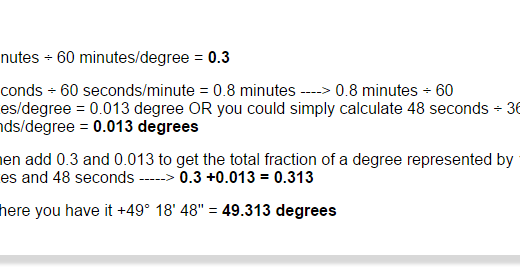 nutes ÷ 60 minutes/degree = 0.3
conds ÷ 60 seconds/minute = 0.8 minutes ----> 0.8 minutes ÷ 60
es/degree = 0.013 degree OR you could simply calculate 48 seconds ÷ 36
nds/degree = 0.013 degrees
en add 0.3 and 0.013 to get the total fraction of a degree represented by
es and 48 seconds -----> 0.3 +0.013 = 0.313
here you have it +49° 18' 48" = 49.313 degrees